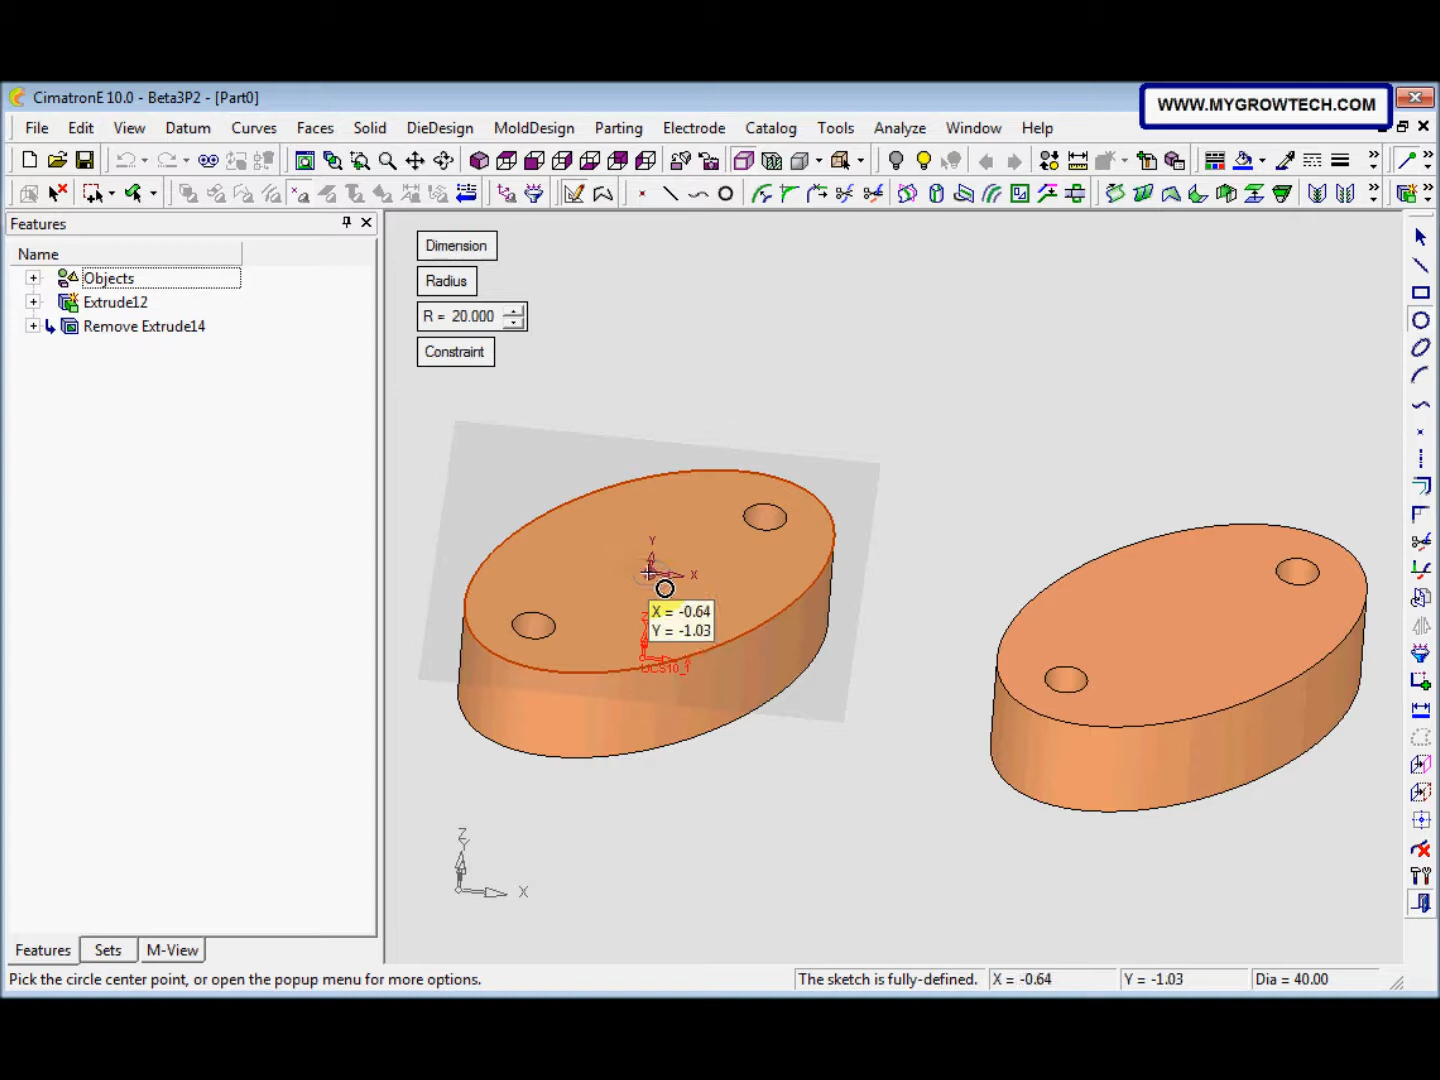 CimatronE 10.0 - Beta3P2 - [Part0]
WWW.MYGROWTECH.COM
File Edit View Datum Curves Faces Solid DieDesign MoldDesign Parting Electrode Catalog Tools Analyze Window Help
Features
Name
Objects
Extrude12
Remove Extrude14
Dimension
Radius
R = 20.000
Constraint
Y
X
X = -0.64
Y = -1.03
Z
UCS10_1
Z
Y
X
Features Sets M-View
Pick the circle center point, or open the popup menu for more options.
The sketch is fully-defined. X = -0.64 Y = -1.03 Dia = 40.00